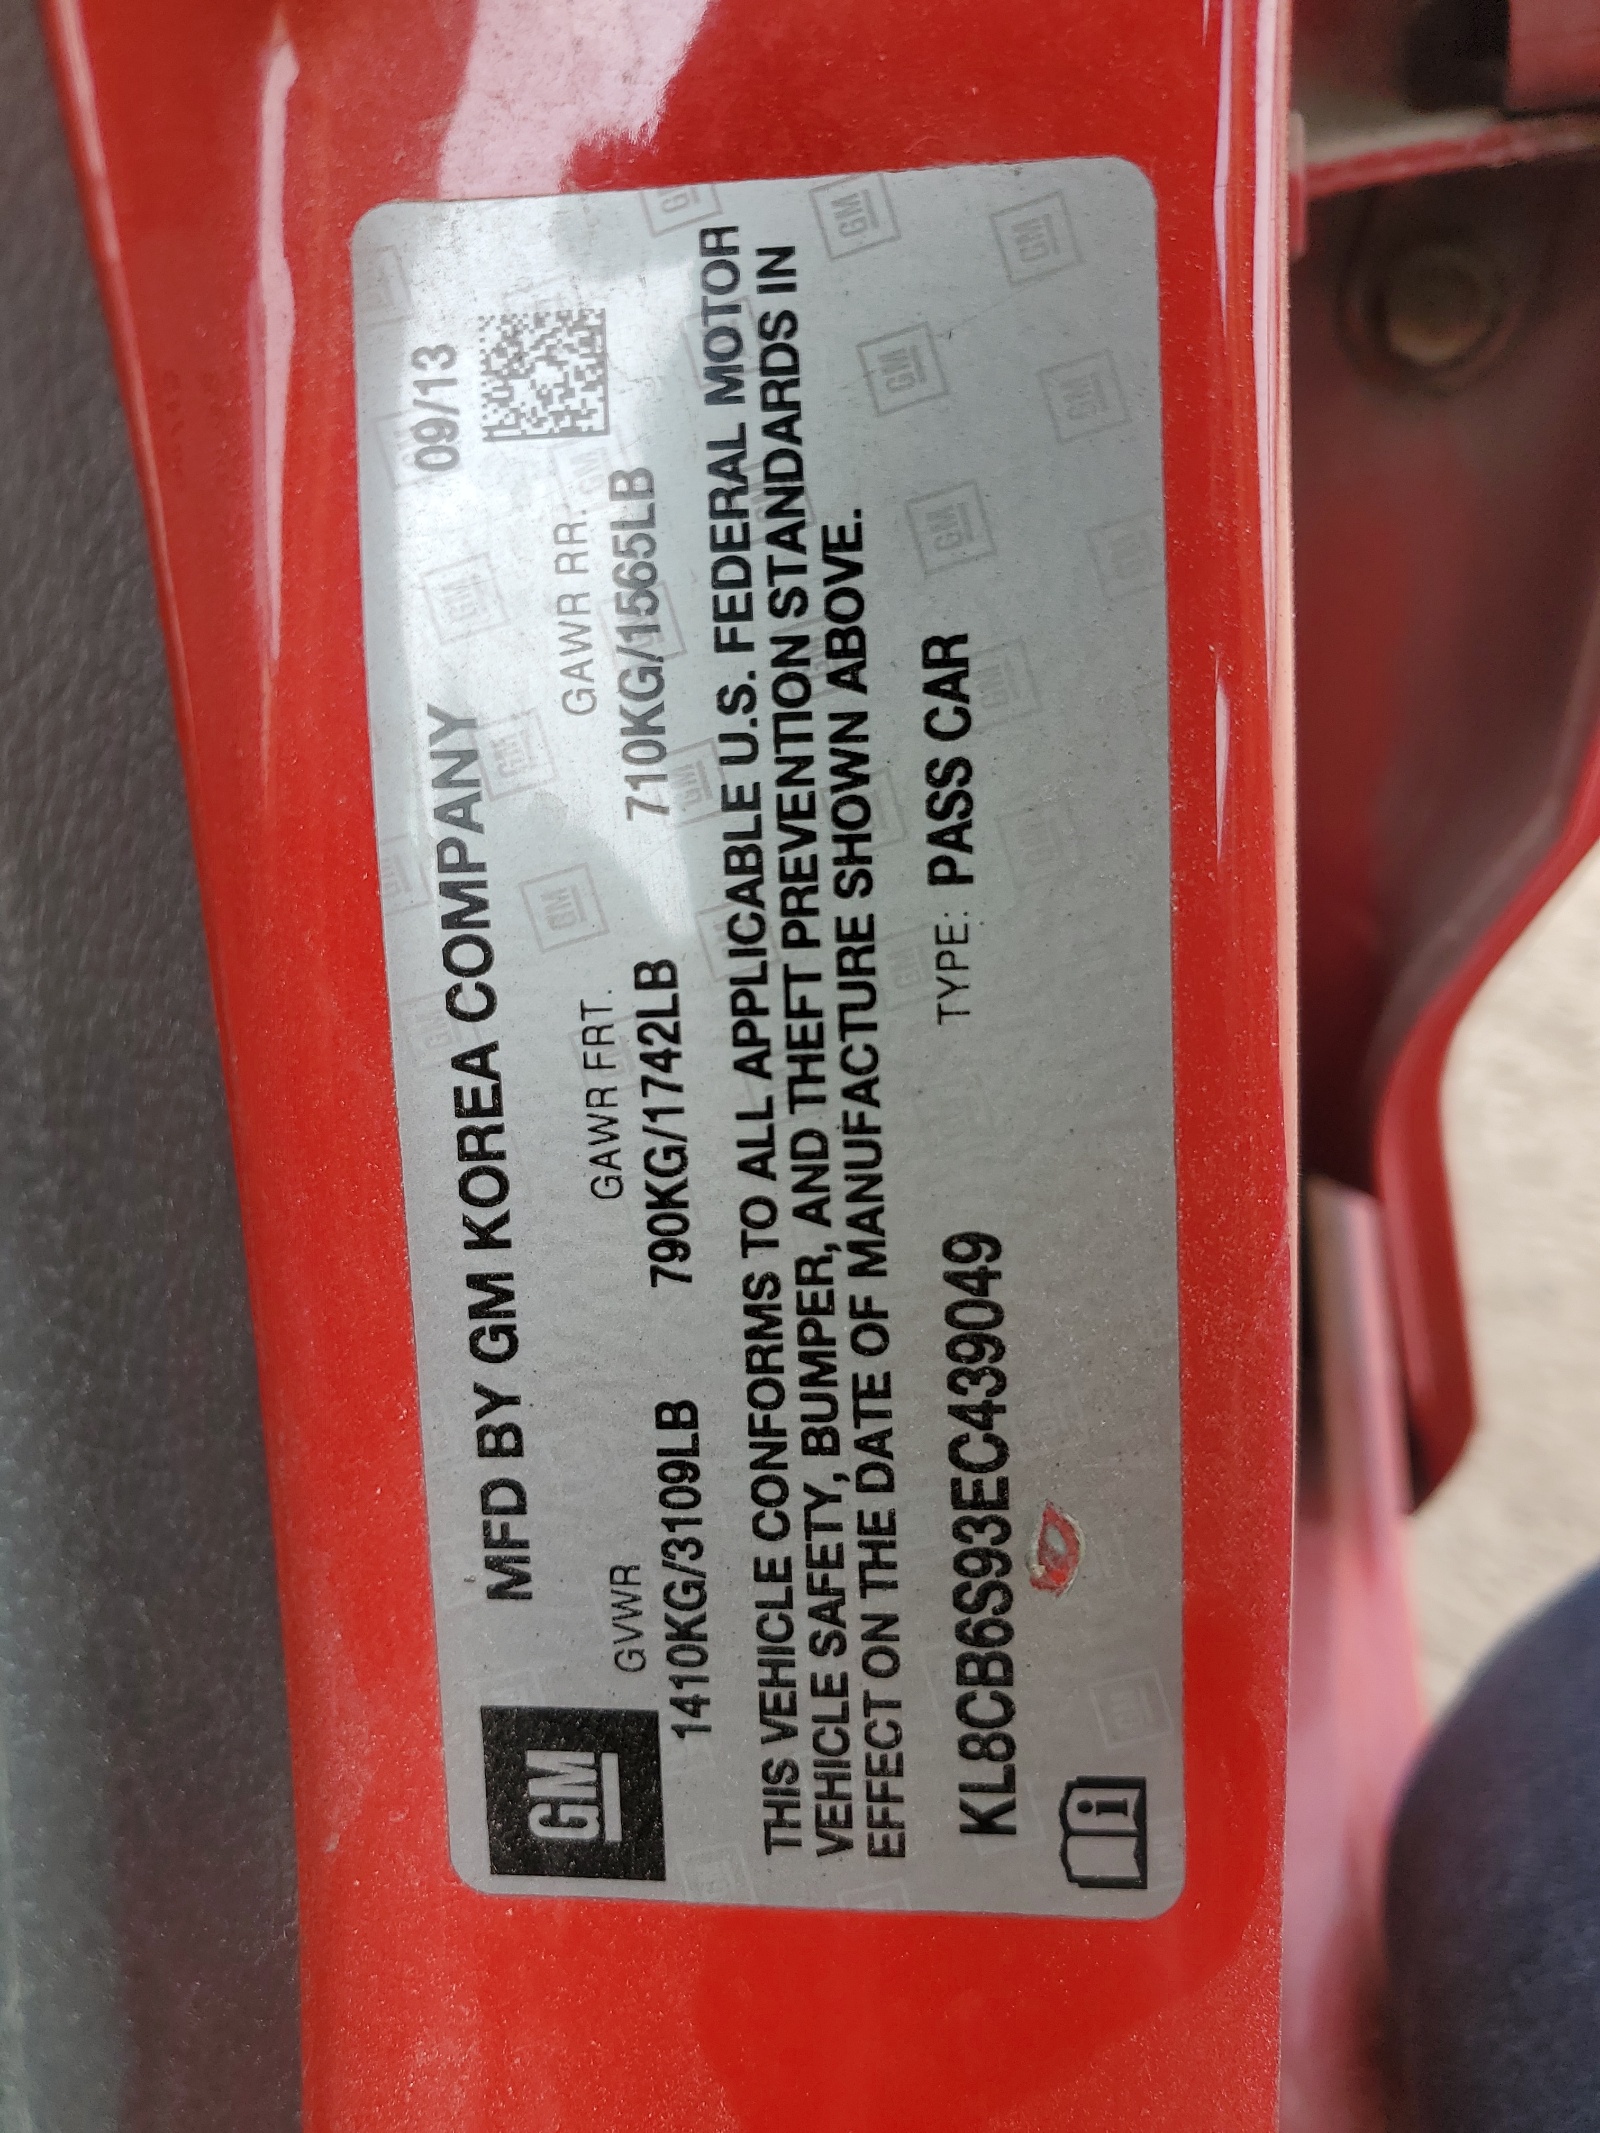 GM
MFD BY GM KOREA COMPANY 09/13
GVWR GAWR FRT. GAWR RR.
1410KG/3109LB 790KG/1742LB 710KG/1565LB
THIS VEHICLE CONFORMS TO ALL APPLICABLE U.S. FEDERAL MOTOR
VEHICLE SAFETY, BUMPER, AND THEFT PREVENTION STANDARDS IN
EFFECT ON THE DATE OF MANUFACTURE SHOWN ABOVE.
KL8CB6S93EC439049 TYPE: PASS CAR
i